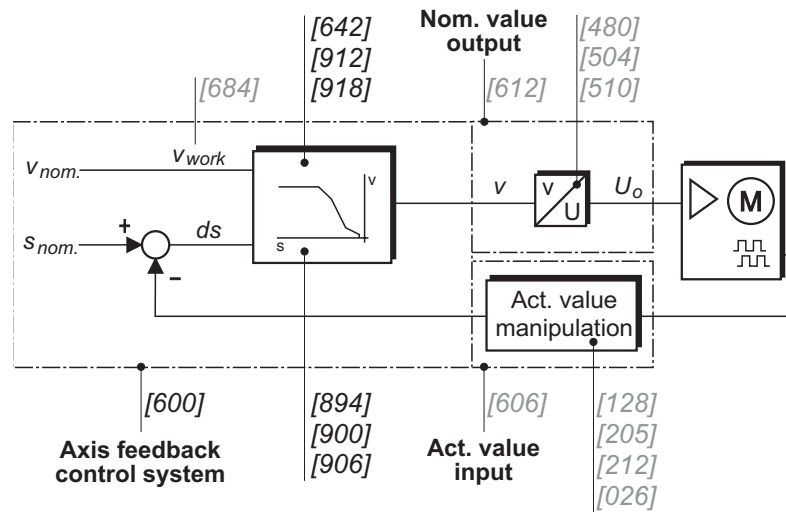 [642]
[912]
[918]
Nom. value
output
[480]
[504]
[510]
[684]
[612]
v nom.
v work
v
s
v
v
U
U o
M
s nom.
+
ds
−
Act. value
manipulation
[600]
[894]
[900]
[906]
[606]
[128]
[205]
[212]
[026]
Axis feedback
control system
Act. value
input